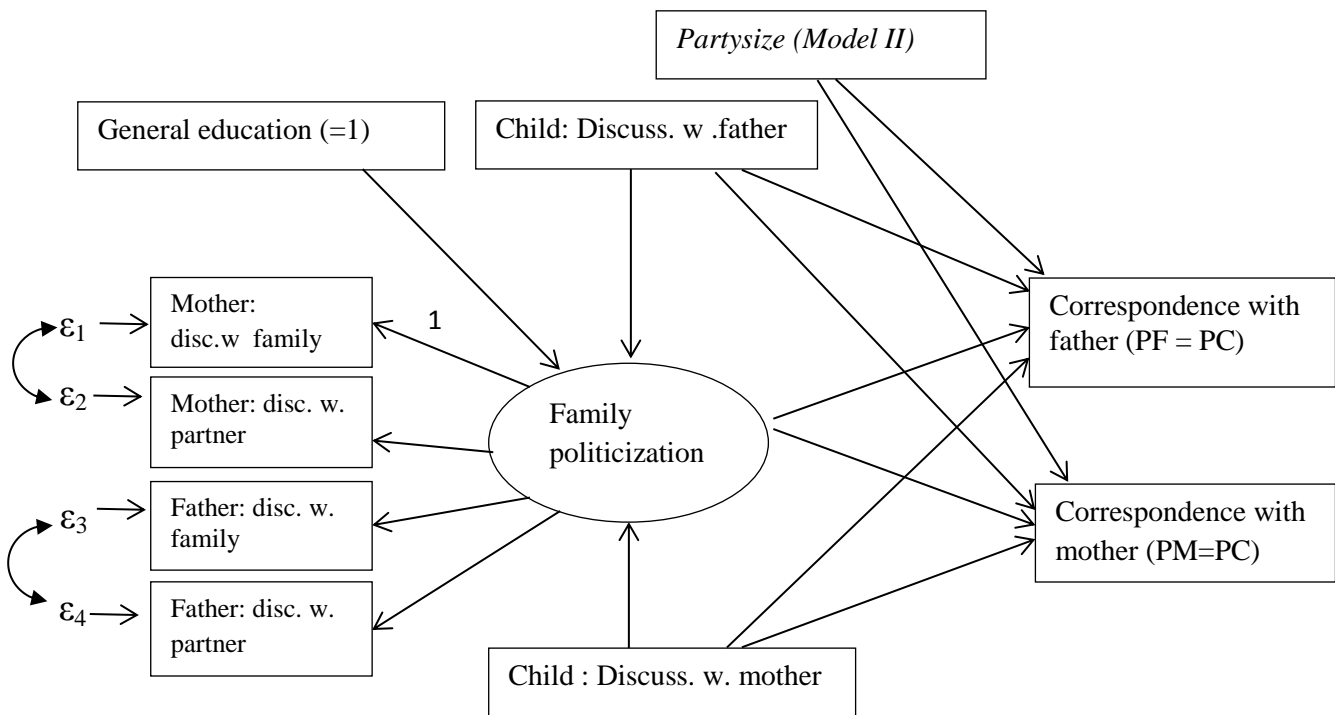 Partysize (Model II)
General education (=1)
Child: Discuss. w .father
Mother:
disc.w family
1
ε1
Mother: disc. w.
partner
ε2
Family
politicization
Correspondence with
father (PF = PC)
Father: disc. w.
family
ε3
Correspondence with
mother (PM=PC)
Father: disc. w.
partner
ε4
Child : Discuss. w. mother